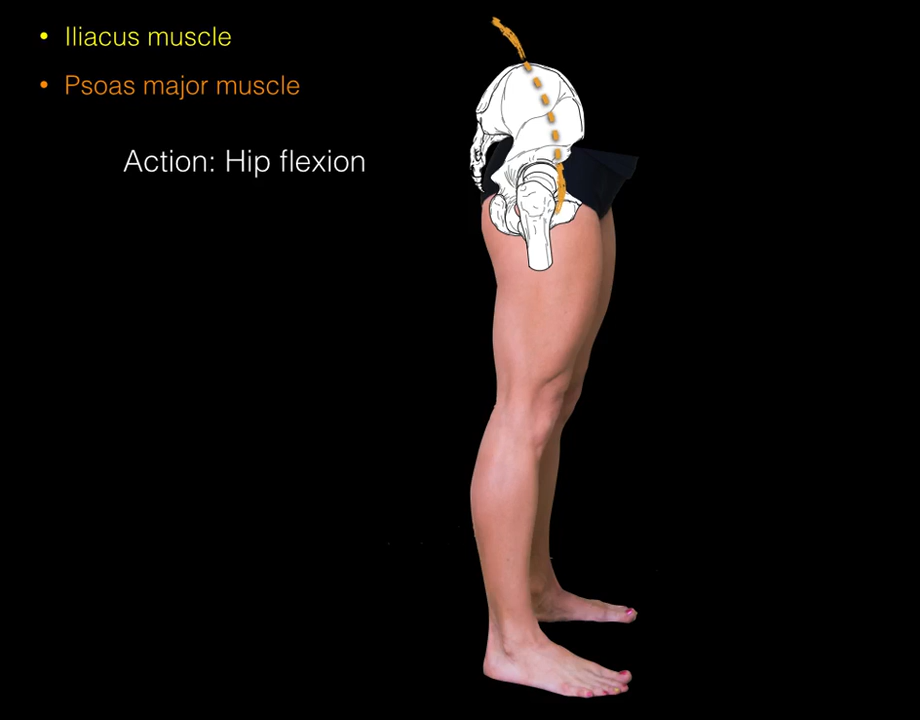 • Iliacus muscle
• Psoas major muscle
Action: Hip flexion